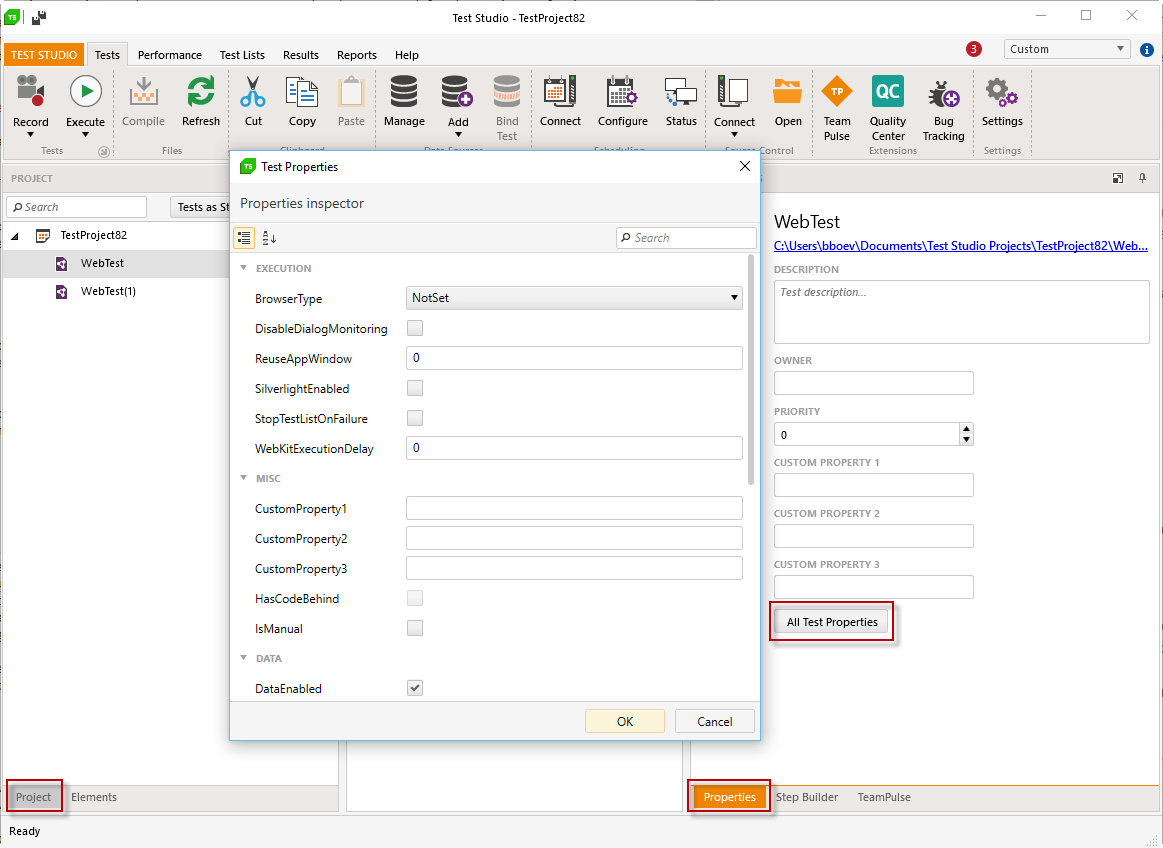 TS
Test Studio - TestProject82
TEST STUDIO Tests Performance Test Lists Results Reports Help
3 Custom i
Record Execute Compile Refresh Cut Copy Paste Manage Add Bind Test Connect Configure Status Connect Open TP Team Pulse QC Quality Center Bug Tracking Settings
Tests Files Extensions Settings
PROJECT
Search Tests as
TestProject82
WebTest
WebTest(1)
TS Test Properties
Properties inspector
Search
EXECUTION
BrowserType NotSet
DisableDialogMonitoring
ReuseAppWindow 0
SilverlightEnabled
StopTestListOnFailure
WebKitExecutionDelay 0
MISC
CustomProperty1
CustomProperty2
CustomProperty3
HasCodeBehind
IsManual
DATA
DataEnabled
OK Cancel
WebTest
C:\Users\bboev\Documents\Test Studio Projects\TestProject82\Web...
DESCRIPTION
Test description...
OWNER
PRIORITY
0
CUSTOM PROPERTY 1
CUSTOM PROPERTY 2
CUSTOM PROPERTY 3
All Test Properties
Project Elements
Properties Step Builder TeamPulse
Ready